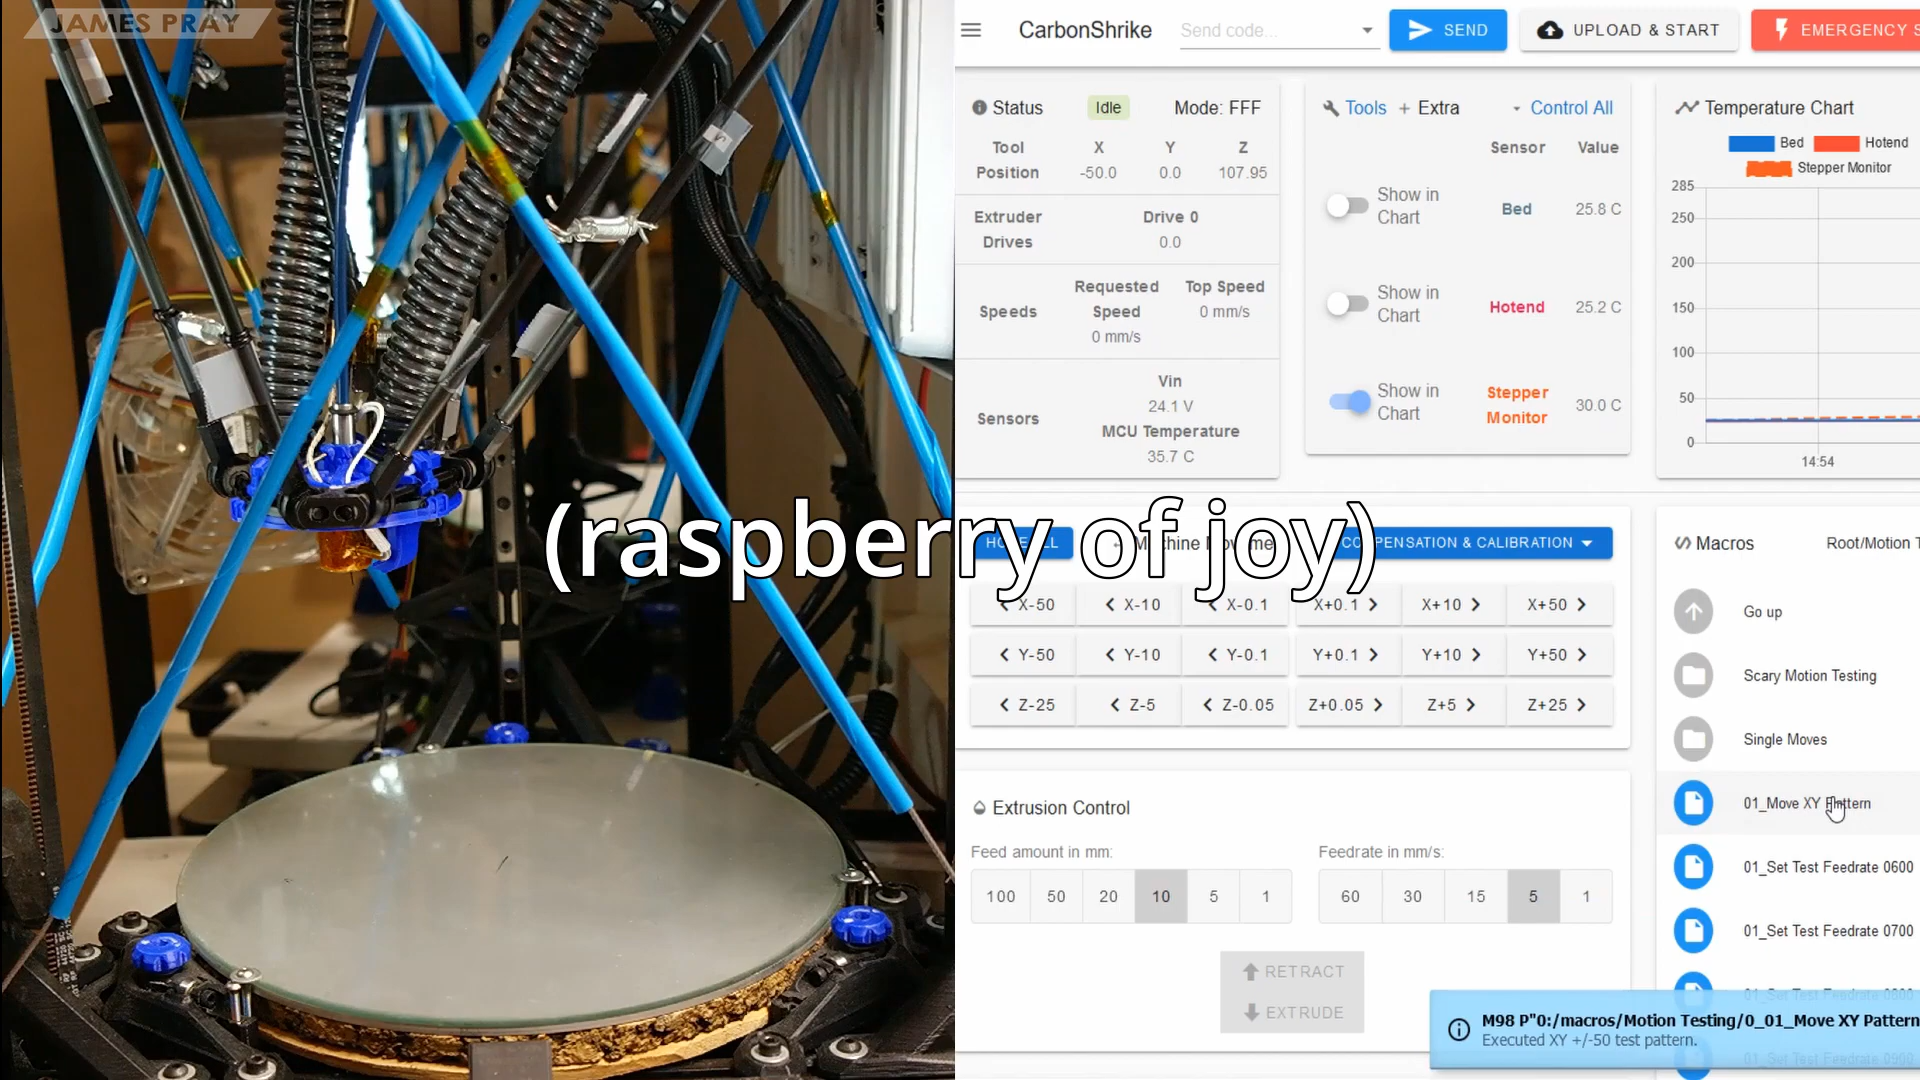 JAMES PRAY
CarbonShrike
Send code...
SEND
UPLOAD & START
EMERGENCY S
Status
Idle
Mode: FFF
Tool
Position
X
Y
Z
-50.0
0.0
107.95
Extruder
Drives
Drive 0
0.0
Speeds
Requested
Speed
0 mm/s
Top Speed
0 mm/s
Sensors
Vin
24.1 V
MCU Temperature
35.7 C
Tools + Extra
Control All
Sensor
Value
Show in
Chart
Bed
25.8 C
Show in
Chart
Hotend
25.2 C
Show in
Chart
Stepper
Monitor
30.0 C
Temperature Chart
Bed
Hotend
Stepper Monitor
285
250
200
150
100
50
0
14:54
(raspberry of joy)
COMPENSATION & CALIBRATION
X-50
X-10
X-0.1
X+0.1
X+10
X+50
Y-50
Y-10
Y-0.1
Y+0.1
Y+10
Y+50
Z-25
Z-5
Z-0.05
Z+0.05
Z+5
Z+25
Extrusion Control
Feed amount in mm:
100
50
20
10
5
1
Feedrate in mm/s:
60
30
15
5
1
RETRACT
EXTRUDE
Macros
Root/Motion T
Go up
Scary Motion Testing
Single Moves
01_Move XY Pattern
01_Set Test Feedrate 0600
01_Set Test Feedrate 0700
M98 P"0:/macros/Motion Testing/0_01_Move XY Pattern
Executed XY +/-50 test pattern.